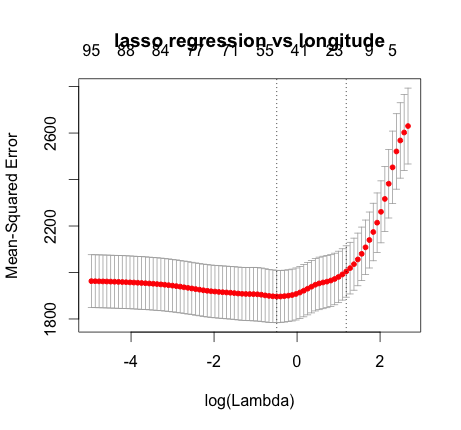 lasso regression vs longitude
95 88 84 77 71 55 41 23 9 5
Mean-Squared Error
2600
2200
1800
-4 -2 0 2
log(Lambda)